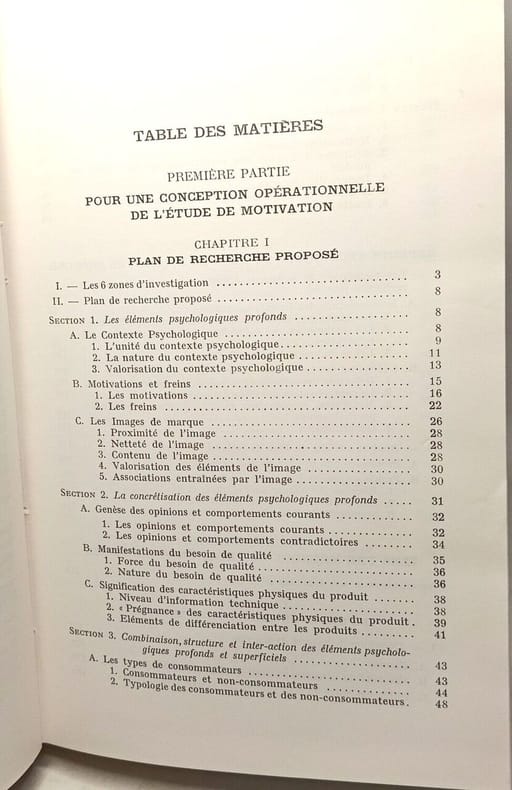 TABLE DES MATIÈRES
PREMIÈRE PARTIE
POUR UNE CONCEPTION OPÉRATIONNELLE
DE L'ÉTUDE DE MOTIVATION
CHAPITRE I
PLAN DE RECHERCHE PROPOSÉ
I. — Les 6 zones d'investigation 3
II. — Plan de recherche proposé 8
SECTION 1. Les éléments psychologiques profonds 8
A. Le Contexte Psychologique 8
1. L'unité du contexte psychologique 9
2. La nature du contexte psychologique 11
3. Valorisation du contexte psychologique 13
B. Motivations et freins 15
1. Les motivations 16
2. Les freins 22
C. Les Images de marque 26
1. Proximité de l'image 28
2. Netteté de l'image 28
3. Contenu de l'image 28
4. Valorisation des éléments de l'image 30
5. Associations entraînées par l'image 30
SECTION 2. La concrétisation des éléments psychologiques profonds 31
A. Genèse des opinions et comportements courants 32
1. Les opinions et comportements courants 32
2. Les opinions et comportements contradictoires 34
B. Manifestations du besoin de qualité 35
1. Force du besoin de qualité 36
2. Nature du besoin de qualité 36
C. Signification des caractéristiques physiques du produit 38
1. Niveau d'information technique 38
2. « Prégnance » des caractéristiques physiques du produit. 39
3. Eléments de différenciation entre les produits 41
SECTION 3. Combinaison, structure et inter-action des éléments psycholo-
giques profonds et superficiels 43
A. Les types de consommateurs 43
1. Consommateurs et non-consommateurs 44
2. Typologie des consommateurs et des non-consommateurs. 48